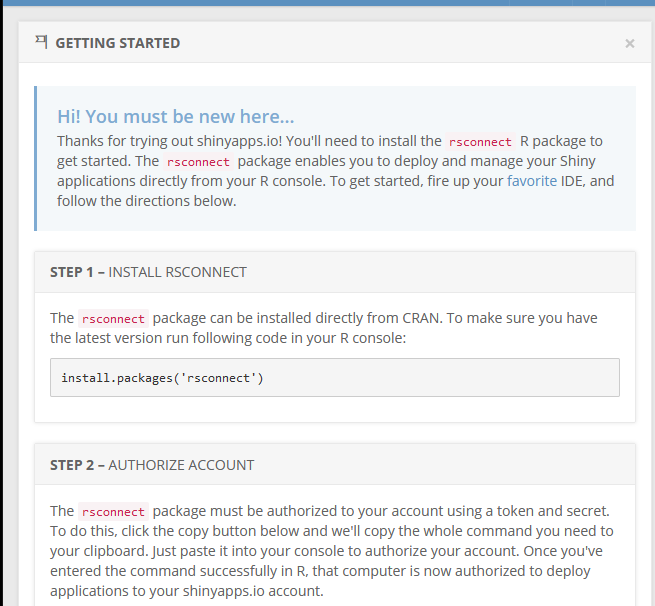 GETTING STARTED ×
Hi! You must be new here...
Thanks for trying out shinyapps.io! You'll need to install the rsconnect R package to
get started. The rsconnect package enables you to deploy and manage your Shiny
applications directly from your R console. To get started, fire up your favorite IDE, and
follow the directions below.
STEP 1 – INSTALL RSCONNECT
The rsconnect package can be installed directly from CRAN. To make sure you have
the latest version run following code in your R console:
install.packages('rsconnect')
STEP 2 – AUTHORIZE ACCOUNT
The rsconnect package must be authorized to your account using a token and secret.
To do this, click the copy button below and we'll copy the whole command you need to
your clipboard. Just paste it into your console to authorize your account. Once you've
entered the command successfully in R, that computer is now authorized to deploy
applications to your shinyapps.io account.